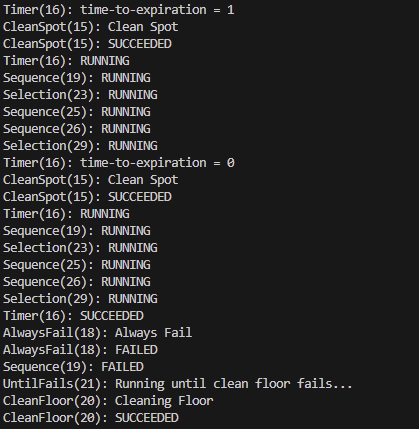 Timer(16): time-to-expiration = 1
CleanSpot(15): Clean Spot
CleanSpot(15): SUCCEEDED
Timer(16): RUNNING
Sequence(19): RUNNING
Selection(23): RUNNING
Sequence(25): RUNNING
Sequence(26): RUNNING
Selection(29): RUNNING
Timer(16): time-to-expiration = 0
CleanSpot(15): Clean Spot
CleanSpot(15): SUCCEEDED
Timer(16): RUNNING
Sequence(19): RUNNING
Selection(23): RUNNING
Sequence(25): RUNNING
Sequence(26): RUNNING
Selection(29): RUNNING
Timer(16): SUCCEEDED
AlwaysFail(18): Always Fail
AlwaysFail(18): FAILED
Sequence(19): FAILED
UntilFails(21): Running until clean floor fails...
CleanFloor(20): Cleaning Floor
CleanFloor(20): SUCCEEDED